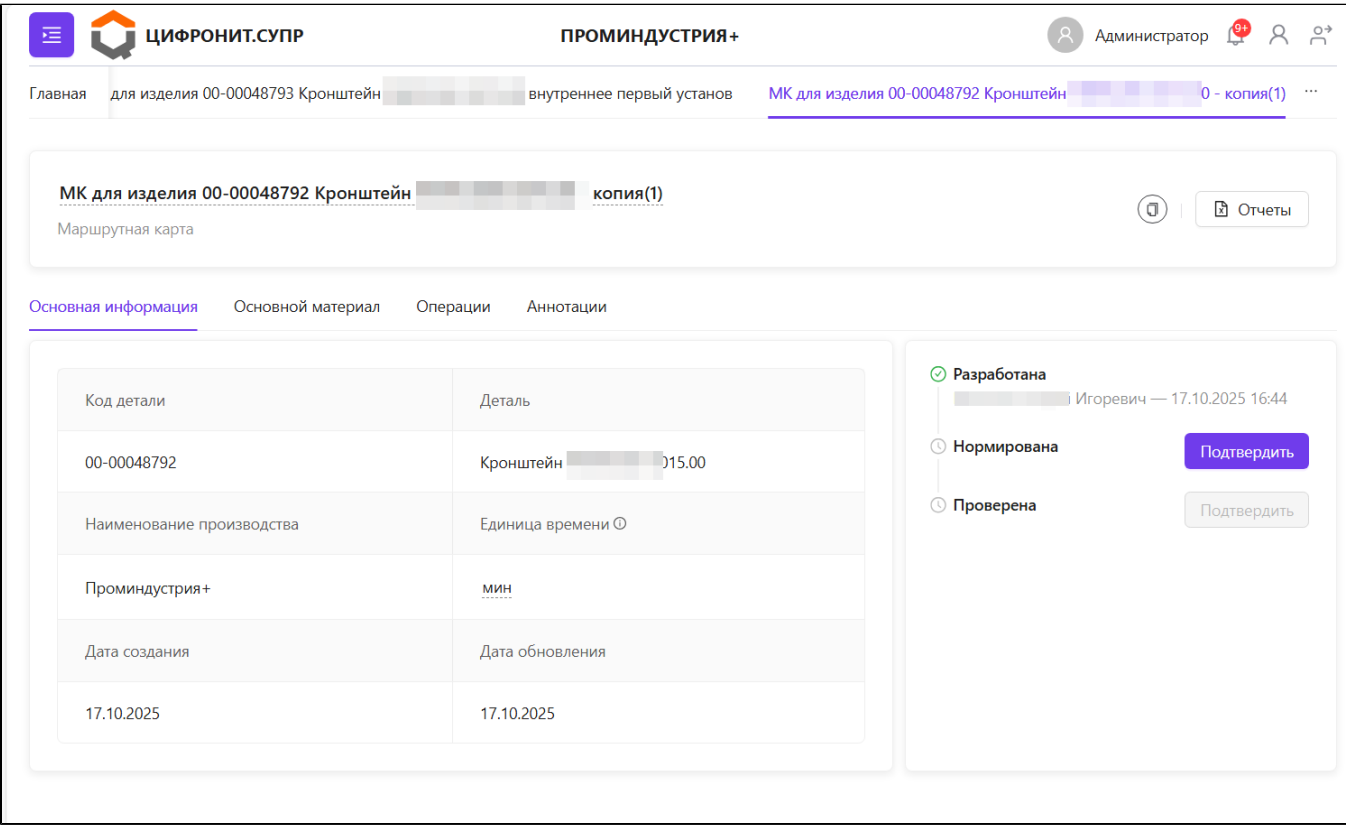 ЦИФРОНИТ.СУПР ПРОМИНДУСТРИЯ+ Администратор 9+
Главная для изделия 00-00048793 Кронштейн внутреннее первый установ МК для изделия 00-00048792 Кронштейн 0 - копия(1) ...
МК для изделия 00-00048792 Кронштейн копия(1)
Маршрутная карта
Отчеты
Основная информация Основной материал Операции Аннотации
Код детали Деталь
00-00048792 Кронштейн 015.00
Наименование производства Единица времени
Проминдустрия+ мин
Дата создания Дата обновления
17.10.2025 17.10.2025
Разработана
Игоревич — 17.10.2025 16:44
Нормирована Подтвердить
Проверена Подтвердить